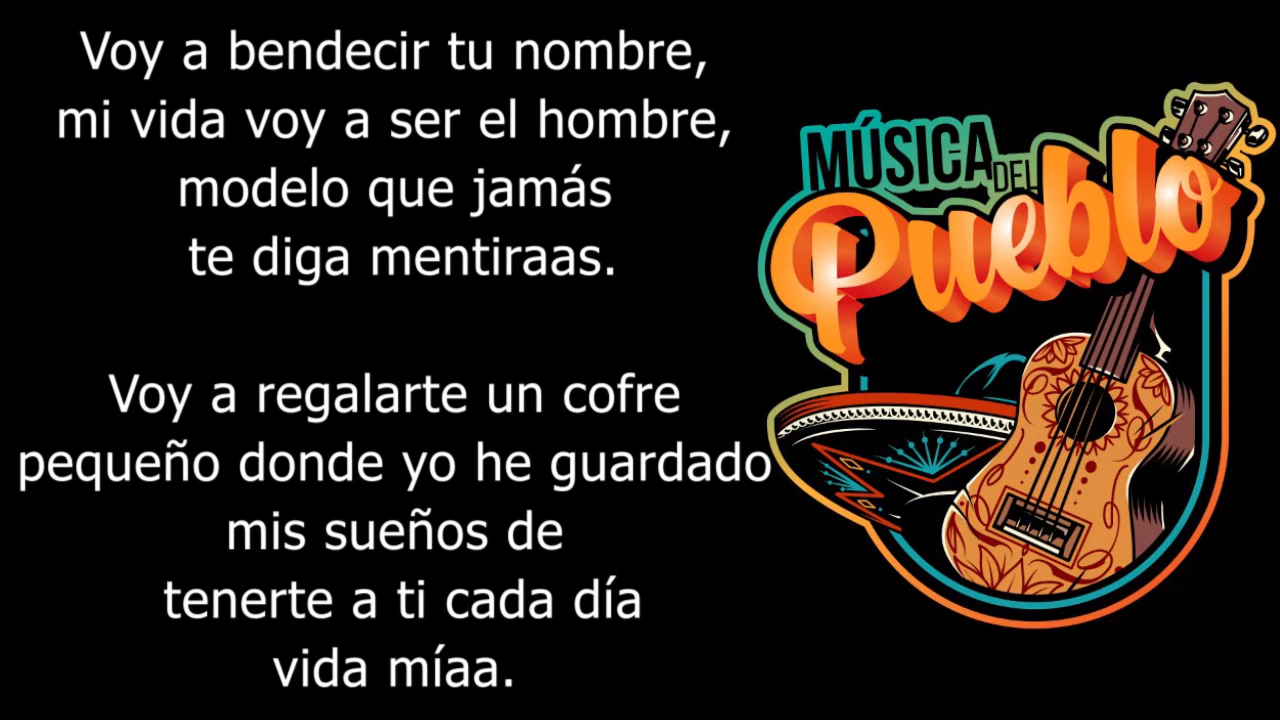 Voy a bendecir tu nombre,
mi vida voy a ser el hombre,
modelo que jamás
te diga mentiraas.
Voy a regalarte un cofre
pequeño donde yo he guardado
mis sueños de
tenerte a ti cada día
vida míaa.
MÚSICA DEL
Pueblo